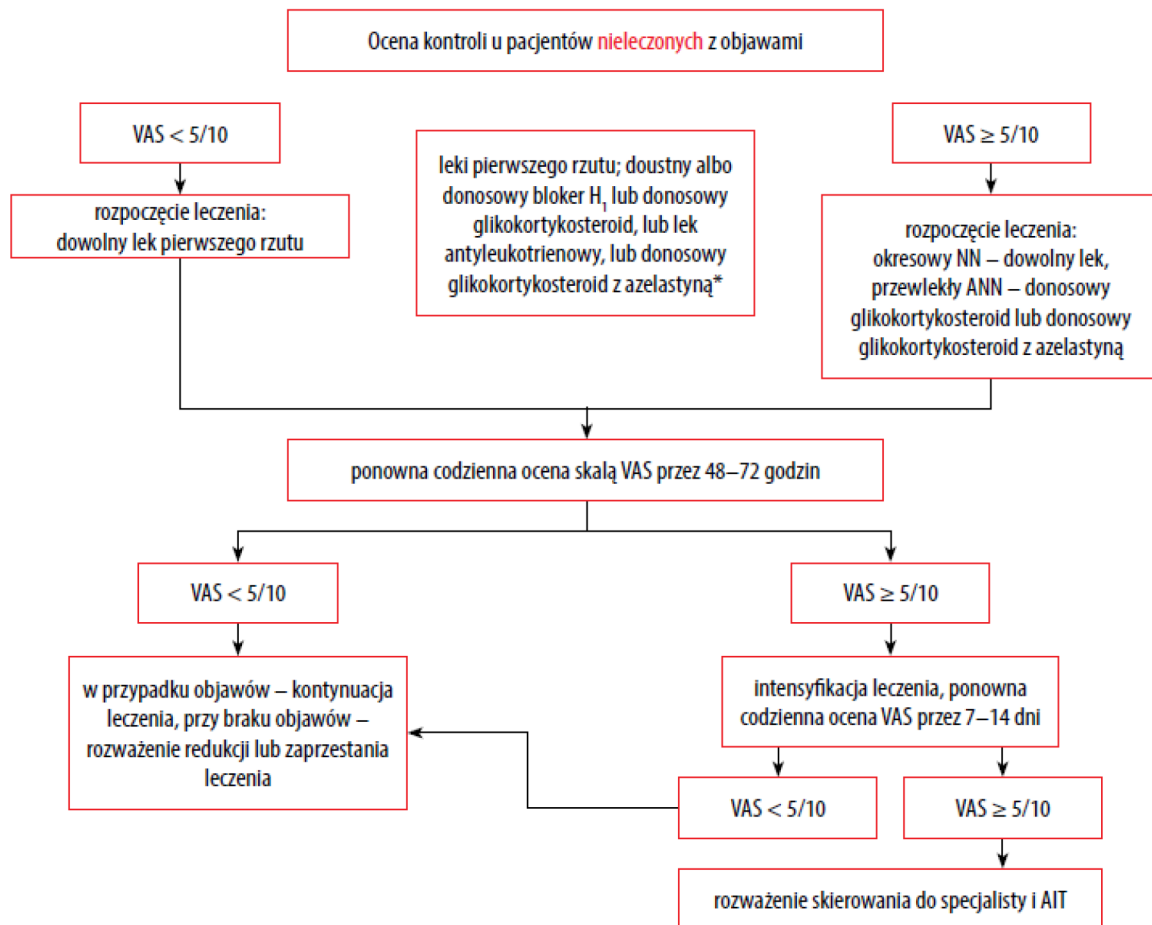 Ocena kontroli u pacjentów nieleczonych z objawami
VAS < 5/10
rozpoczęcie leczenia:
dowolny lek pierwszego rzutu
leki pierwszego rzutu; doustny albo
donosowy bloker H₁ lub donosowy
glikokortykosteroid, lub lek
antyleukotrienowy, lub donosowy
glikokortykosteroid z azelastyną*
VAS ≥ 5/10
rozpoczęcie leczenia:
okresowy NN – dowolny lek,
przewlekły ANN – donosowy
glikokortykosteroid lub donosowy
glikokortykosteroid z azelastyną
ponowna codzienna ocena skalą VAS przez 48–72 godzin
VAS < 5/10
w przypadku objawów – kontynuacja
leczenia, przy braku objawów –
rozważenie redukcji lub zaprzestania
leczenia
VAS ≥ 5/10
intensyfikacja leczenia, ponowna
codzienna ocena VAS przez 7–14 dni
VAS < 5/10
VAS ≥ 5/10
rozważenie skierowania do specjalisty i AIT